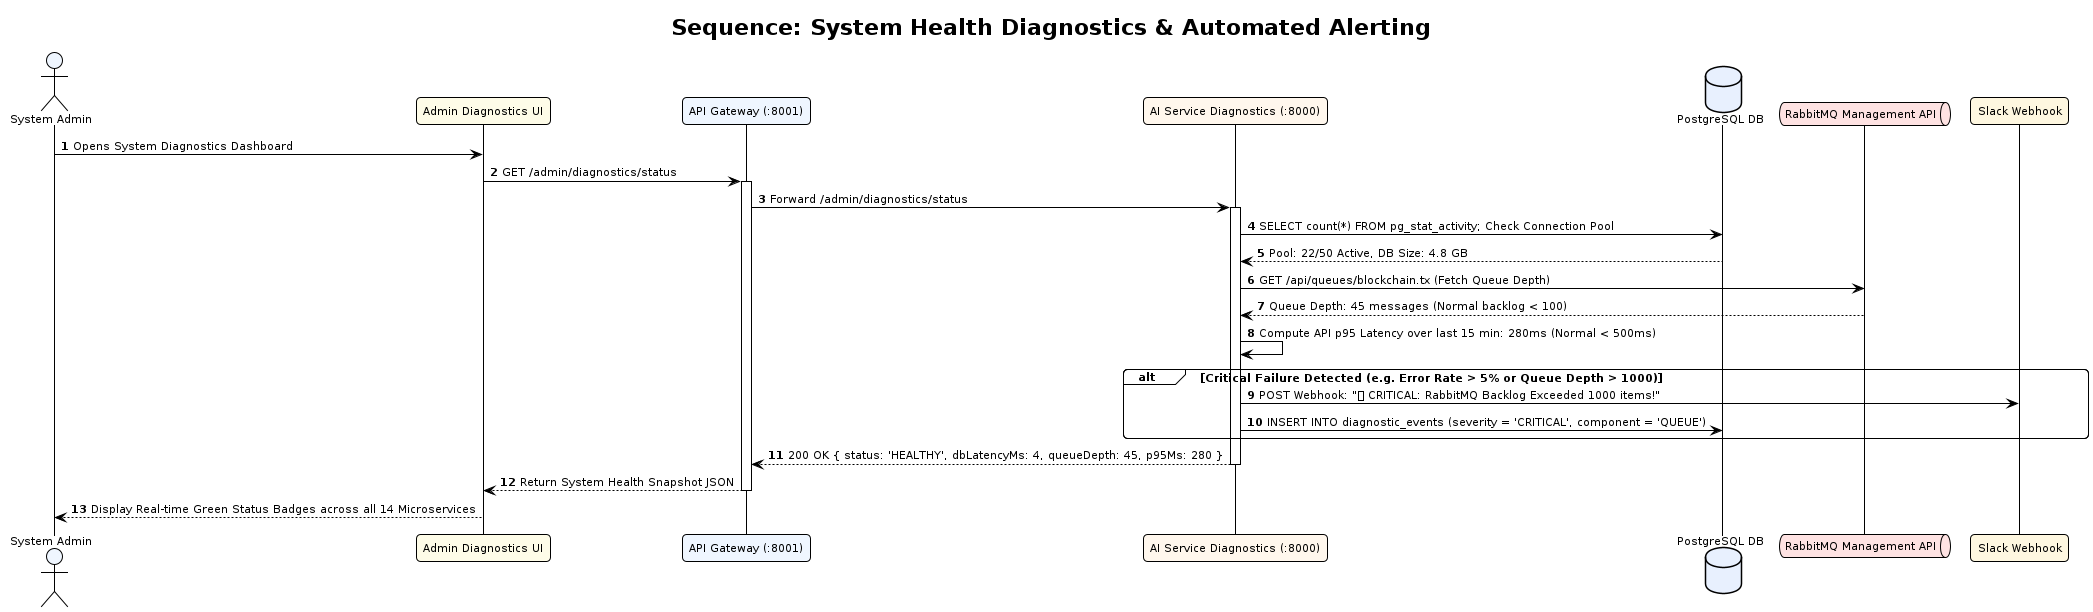 Sequence: System Health Diagnostics & Automated Alerting
System Admin
Admin Diagnostics UI
API Gateway (:8001)
AI Service Diagnostics (:8000)
PostgreSQL DB
RabbitMQ Management API
Slack Webhook
1 Opens System Diagnostics Dashboard
2 GET /admin/diagnostics/status
3 Forward /admin/diagnostics/status
4 SELECT count(*) FROM pg_stat_activity; Check Connection Pool
5 Pool: 22/50 Active, DB Size: 4.8 GB
6 GET /api/queues/blockchain.tx (Fetch Queue Depth)
7 Queue Depth: 45 messages (Normal backlog < 100)
8 Compute API p95 Latency over last 15 min: 280ms (Normal < 500ms)
alt [Critical Failure Detected (e.g. Error Rate > 5% or Queue Depth > 1000)]
9 POST Webhook: "▯ CRITICAL: RabbitMQ Backlog Exceeded 1000 items!"
10 INSERT INTO diagnostic_events (severity = 'CRITICAL', component = 'QUEUE')
11 200 OK { status: 'HEALTHY', dbLatencyMs: 4, queueDepth: 45, p95Ms: 280 }
12 Return System Health Snapshot JSON
13 Display Real-time Green Status Badges across all 14 Microservices
System Admin
Admin Diagnostics UI
API Gateway (:8001)
AI Service Diagnostics (:8000)
PostgreSQL DB
RabbitMQ Management API
Slack Webhook